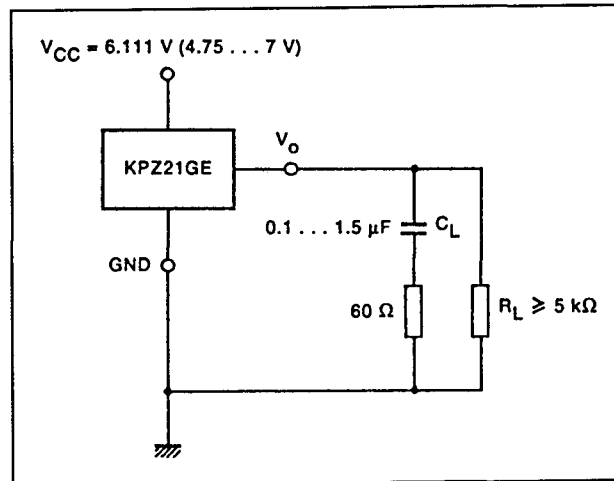 V_CC = 6.111 V (4.75 . . . 7 V)
KPZ21GE
V_o
0.1 . . . 1.5 µF
C_L
GND
60 Ω
R_L ⩾ 5 kΩ